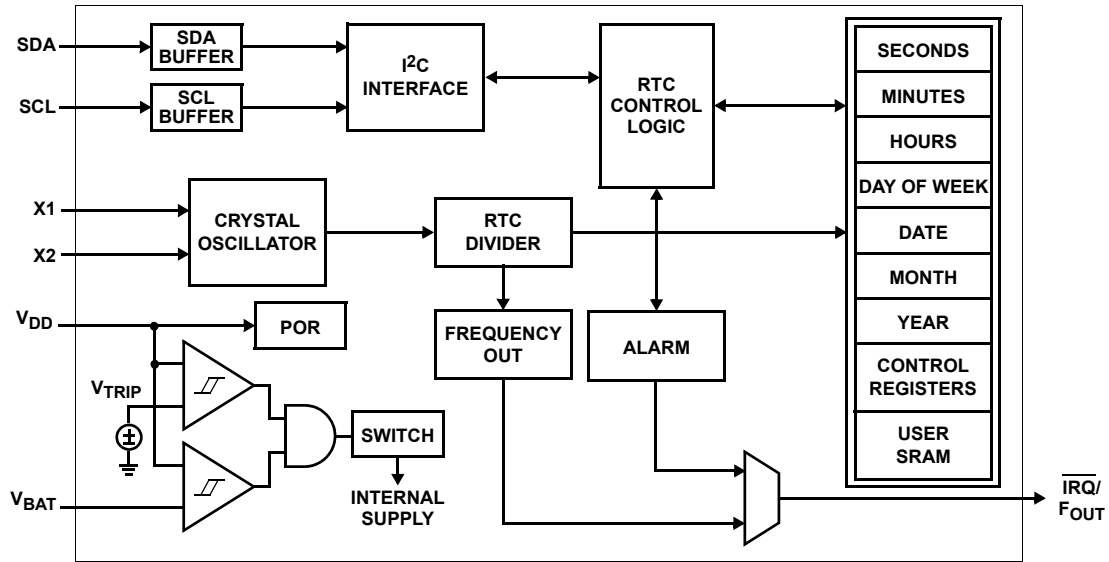 SDA
SDA
BUFFER
SCL
SCL
BUFFER
I²C
INTERFACE
RTC
CONTROL
LOGIC
SECONDS
MINUTES
HOURS
DAY OF WEEK
DATE
MONTH
YEAR
CONTROL
REGISTERS
USER
SRAM
X1
X2
CRYSTAL
OSCILLATOR
RTC
DIVIDER
VDD
POR
FREQUENCY
OUT
ALARM
VTRIP
SWITCH
INTERNAL
SUPPLY
VBAT
IRQ/
FOUT